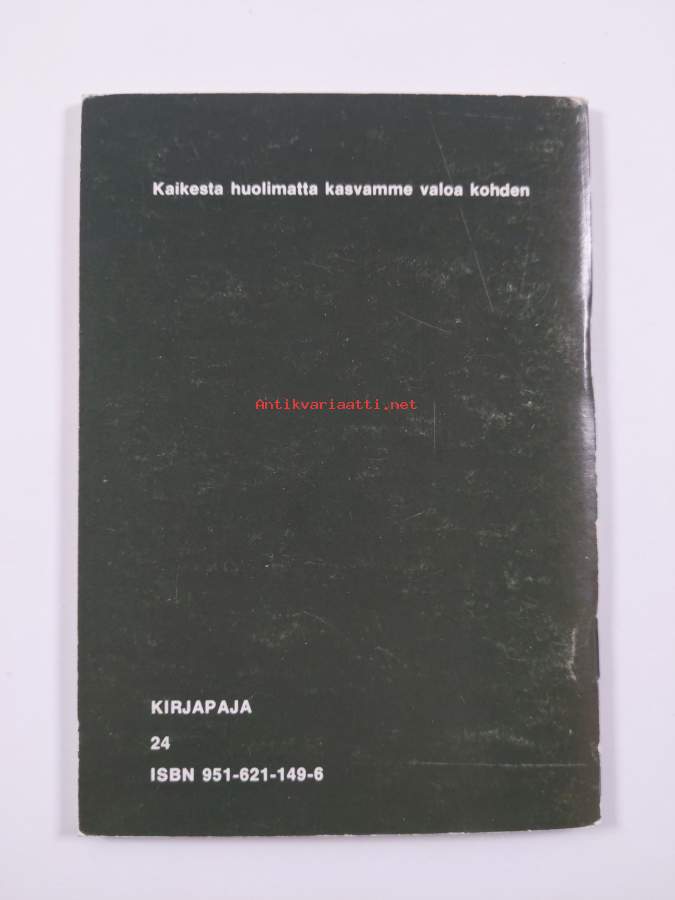 Kaikesta huolimatta kasvamme valoa kohden
Antikvariaatti.net
KIRJAPAJA
24
ISBN 951-621-149-6